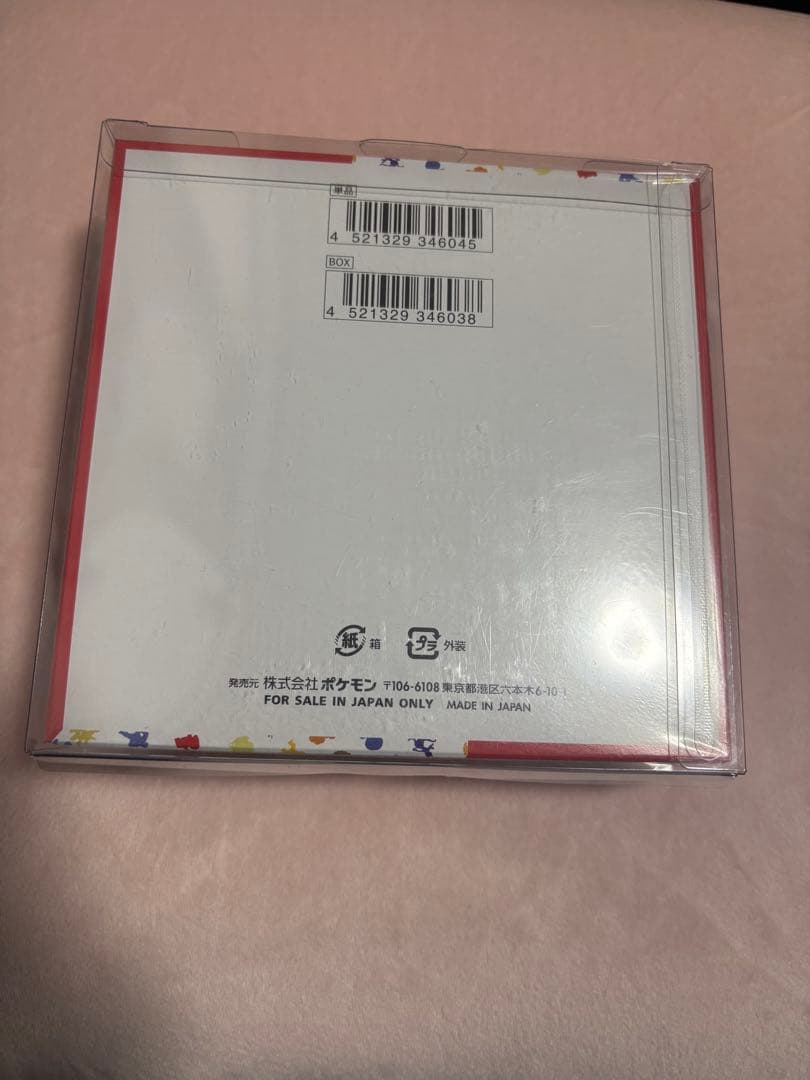 単品
4 521329 346045
BOX
4 521329 346038
紙 箱 プラ 外装
発売元 株式会社ポケモン 〒106-6108 東京都港区六本木6-10-1
FOR SALE IN JAPAN ONLY MADE IN JAPAN